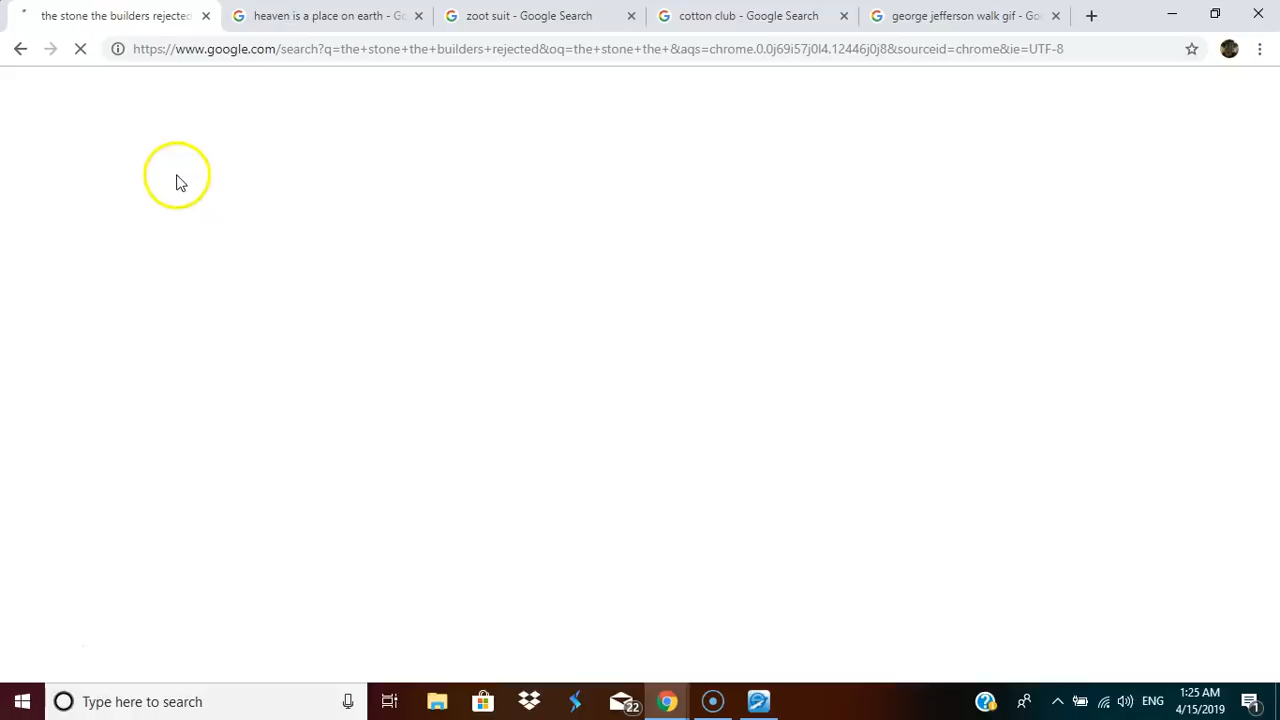 the stone the builders rejected
heaven is a place on earth - Go
zoot suit - Google Search
cotton club - Google Search
george jefferson walk gif - Go
https://www.google.com/search?q=the+stone+the+builders+rejected&oq=the+stone+the+&aqs=chrome.0.0j69i57j0l4.12446j0j8&sourceid=chrome&ie=UTF-8
Type here to search
22
ENG
1:25 AM
4/15/2019
1